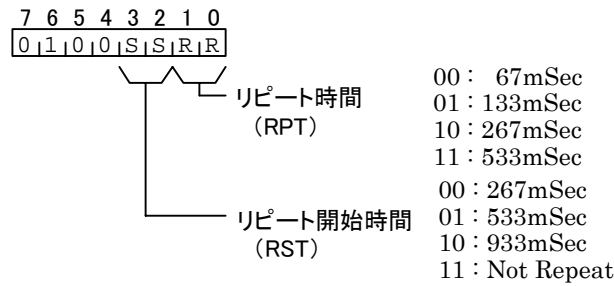 7 6 5 4 3 2 1 0
0 1 0 0 S S R R
リピート時間
（RPT）
00： 67mSec
01：133mSec
10：267mSec
11：533mSec
リピート開始時間
（RST）
00：267mSec
01：533mSec
10：933mSec
11：Not Repeat